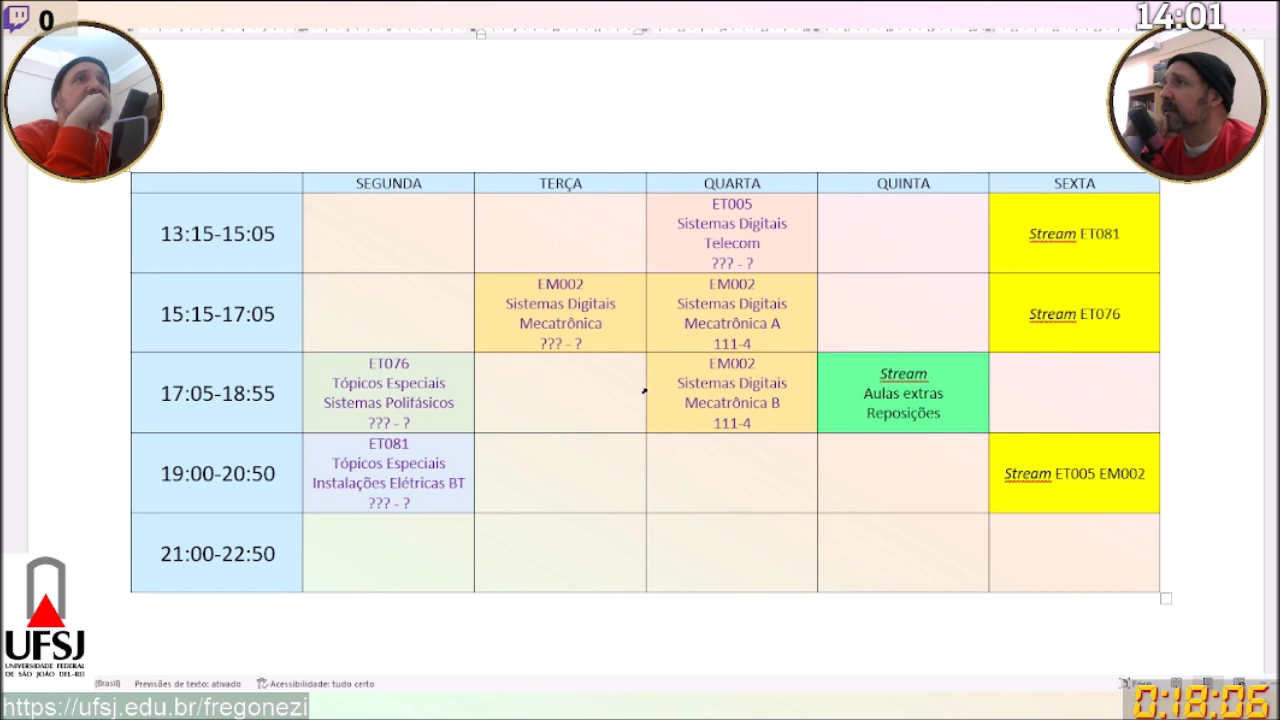 0
14:01
SEGUNDA TERÇA QUARTA QUINTA SEXTA
13:15-15:05
ET005
Sistemas Digitais
Telecom
??? - ?
Stream ET081
15:15-17:05
EM002
Sistemas Digitais
Mecatrônica
??? - ?
EM002
Sistemas Digitais
Mecatrônica A
111-4
Stream ET076
17:05-18:55
ET076
Tópicos Especiais
Sistemas Polifásicos
??? - ?
EM002
Sistemas Digitais
Mecatrônica B
111-4
Stream
Aulas extras
Reposições
19:00-20:50
ET081
Tópicos Especiais
Instalações Elétricas BT
??? - ?
Stream ET005 EM002
21:00-22:50
UFSJ
UNIVERSIDADE FEDERAL
DE SÃO JOÃO DEL-REI
(Brasil) Previsões de texto: ativado Acessibilidade: tudo certo
https://ufsj.edu.br/fregonezi
0:18:06